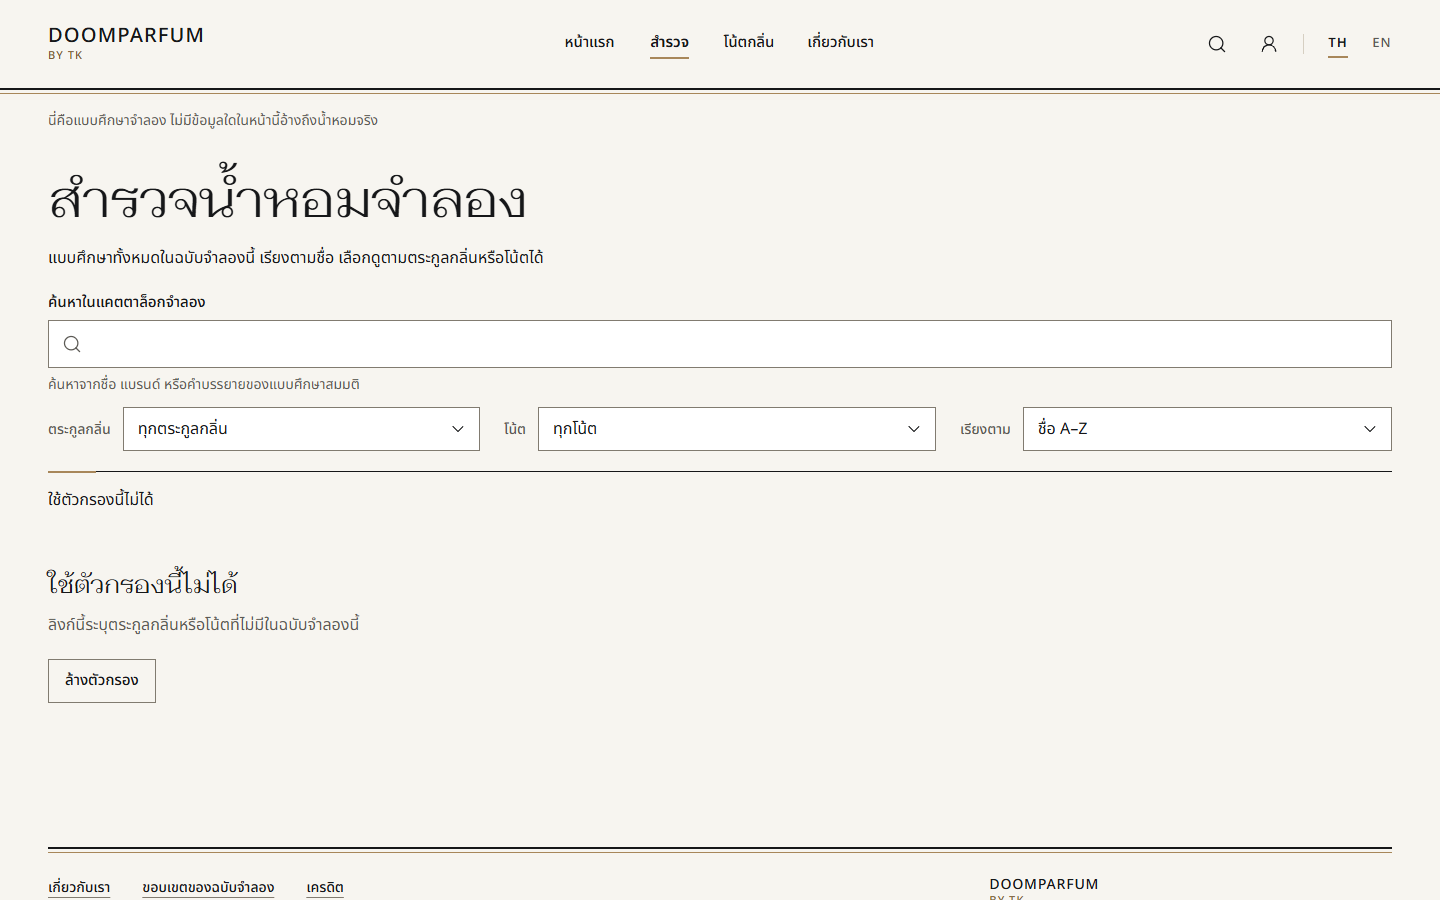 DOOMPARFUM
BY TK
หน้าแรก
สำรวจ
โน้ตกลิ่น
เกี่ยวกับเรา
TH
EN
นี่คือแบบศึกษาจำลอง ไม่มีข้อมูลใดในหน้านี้อ้างถึงน้ำหอมจริง
สำรวจน้ำหอมจำลอง
แบบศึกษาทั้งหมดในฉบับจำลองนี้ เรียงตามชื่อ เลือกดูตามตระกูลกลิ่นหรือโน้ตได้
ค้นหาในแคตตาล็อกจำลอง
ค้นหาจากชื่อ แบรนด์ หรือคำบรรยายของแบบศึกษาสมมติ
ตระกูลกลิ่น
ทุกตระกูลกลิ่น
โน้ต
ทุกโน้ต
เรียงตาม
ชื่อ A–Z
ใช้ตัวกรองนี้ไม่ได้
ใช้ตัวกรองนี้ไม่ได้
ลิงก์นี้ระบุตระกูลกลิ่นหรือโน้ตที่ไม่มีในฉบับจำลองนี้
ล้างตัวกรอง
เกี่ยวกับเรา
ขอบเขตของฉบับจำลอง
เครดิต
DOOMPARFUM
BY TK